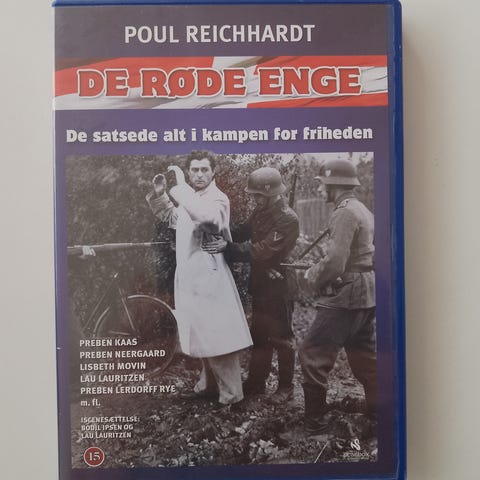 POUL REICHHARDT
DE RØDE ENGE
De satsede alt i kampen for friheden
PREBEN KAAS
PREBEN NEERGAARD
LISBETH MOVIN
LAU LAURITZEN
PREBEN LERDORFF RYE
m. fl.
ISCENESÆTTELSE:
BODIL IPSEN OG
LAU LAURITZEN
15